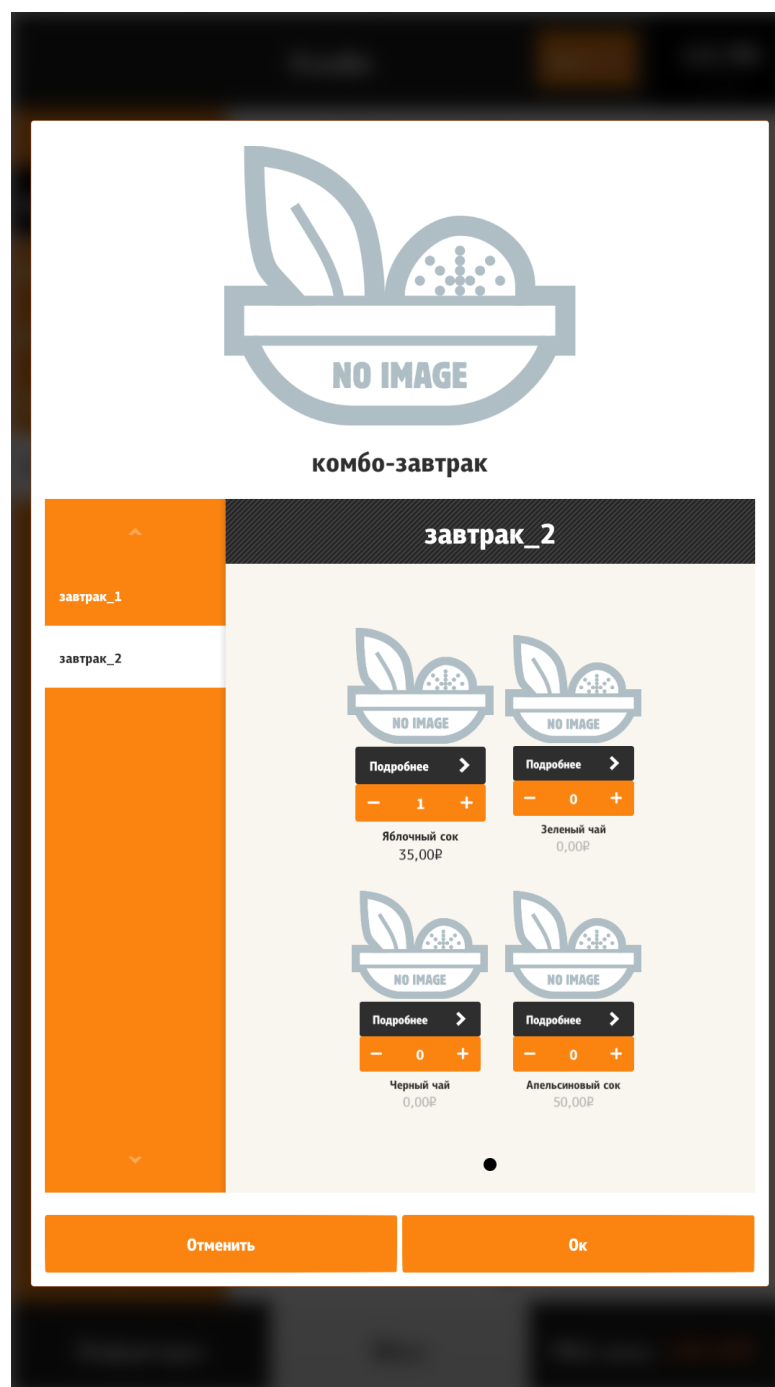 NO IMAGE
комбо-завтрак
завтрак_1
завтрак_2
завтрак_2
NO IMAGE
Подробнее
− 1 +
Яблочный сок
35,00₽
NO IMAGE
Подробнее
− 0 +
Зеленый чай
0,00₽
NO IMAGE
Подробнее
− 0 +
Черный чай
0,00₽
NO IMAGE
Подробнее
− 0 +
Апельсиновый сок
50,00₽
Отменить
Ок